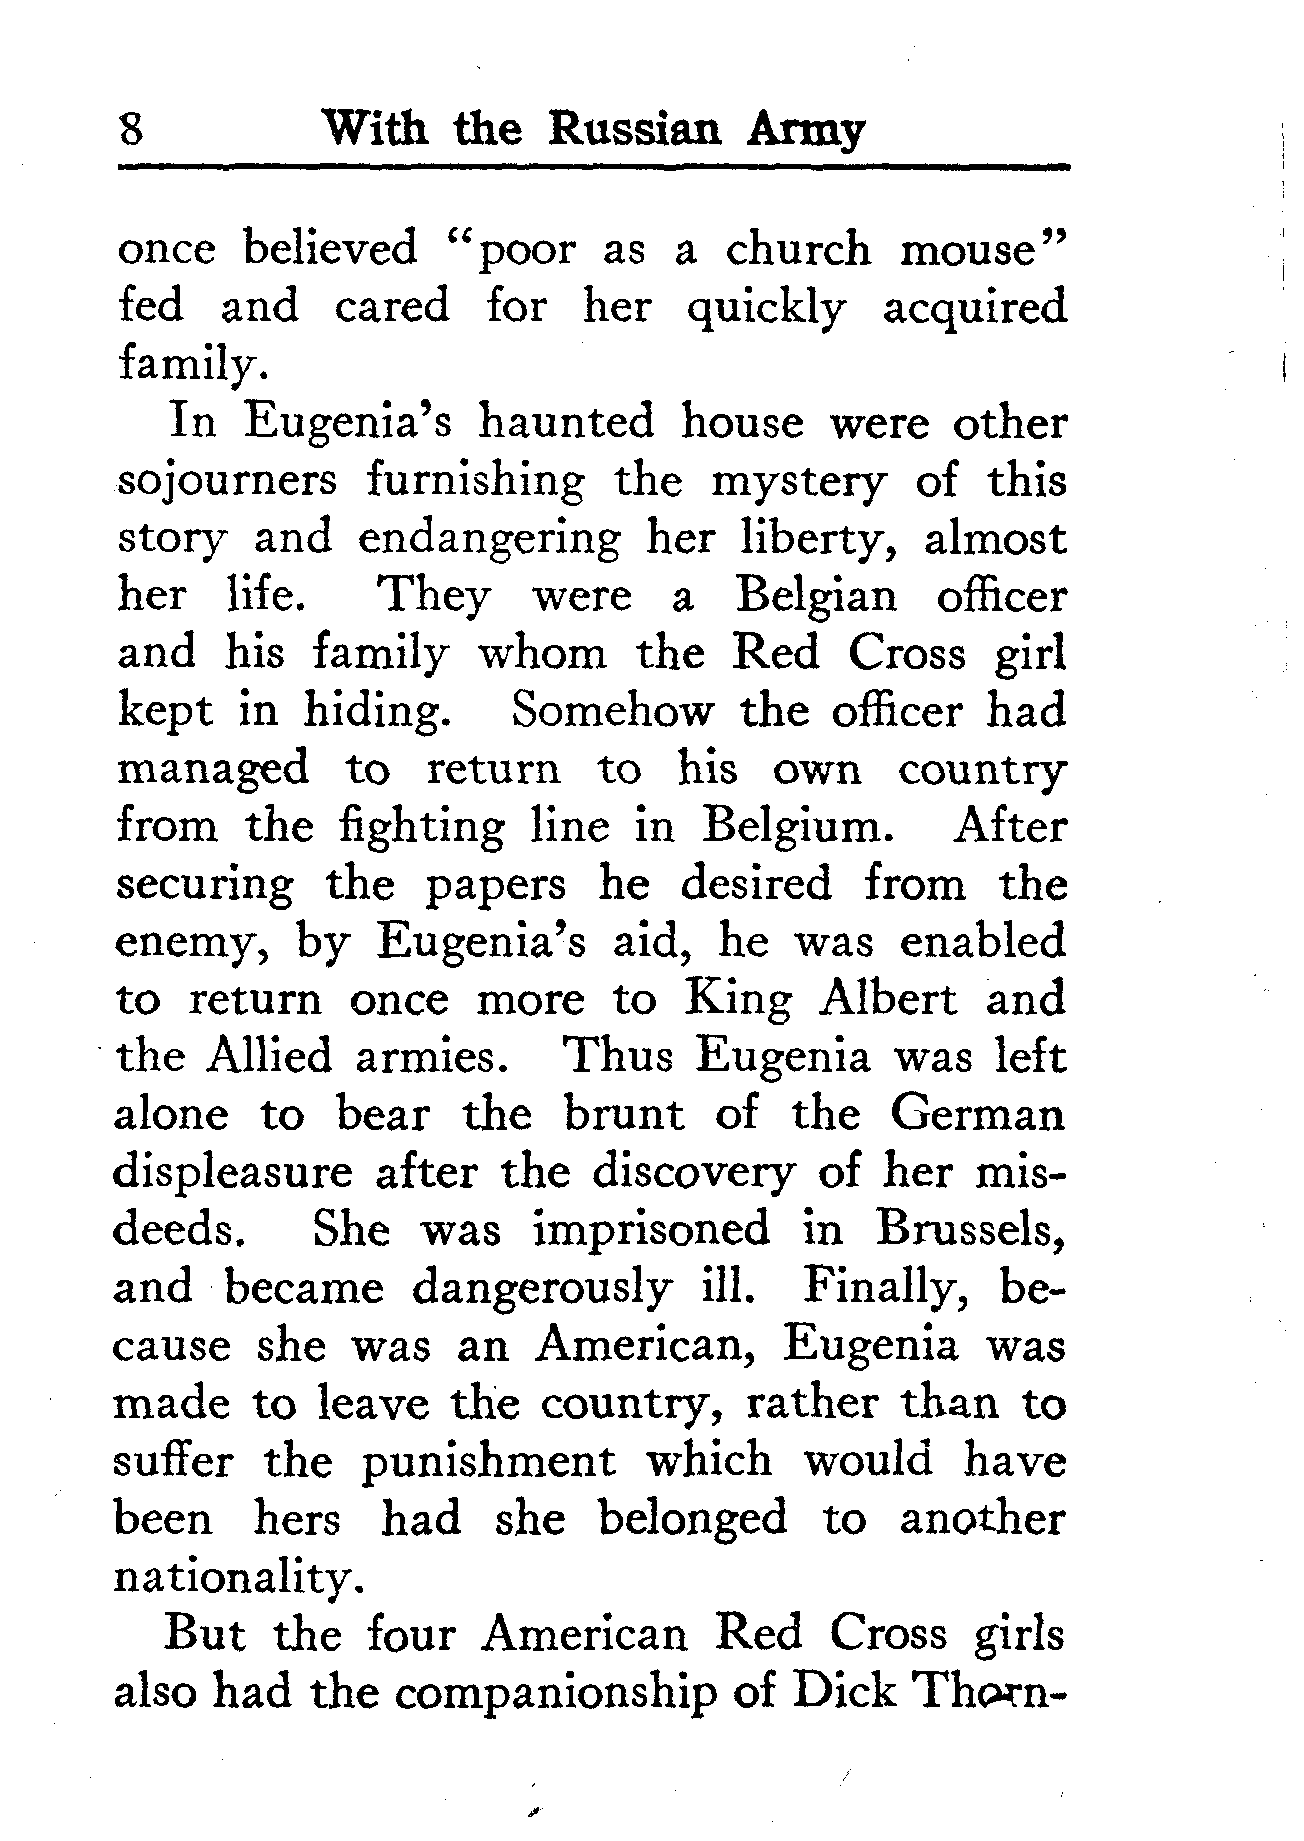 8 With the Russian Army
once believed “poor as a church mouse”
fed and cared for her quickly acquired
family.
In Eugenia’s haunted house were other
sojourners furnishing the mystery of this
story and endangering her liberty, almost
her life. They were a Belgian officer
and his family whom the Red Cross girl
kept in hiding. Somehow the officer had
managed to return to his own country
from the fighting line in Belgium. After
securing the papers he desired from the
enemy, by Eugenia’s aid, he was enabled
to return once more to King Albert and
the Allied armies. Thus Eugenia was left
alone to bear the brunt of the German
displeasure after the discovery of her mis-
deeds. She was imprisoned in Brussels,
and became dangerously ill. Finally, be-
cause she was an American, Eugenia was
made to leave the country, rather than to
suffer the punishment which would have
been hers had she belonged to another
nationality.
But the four American Red Cross girls
also had the companionship of Dick Thorn-